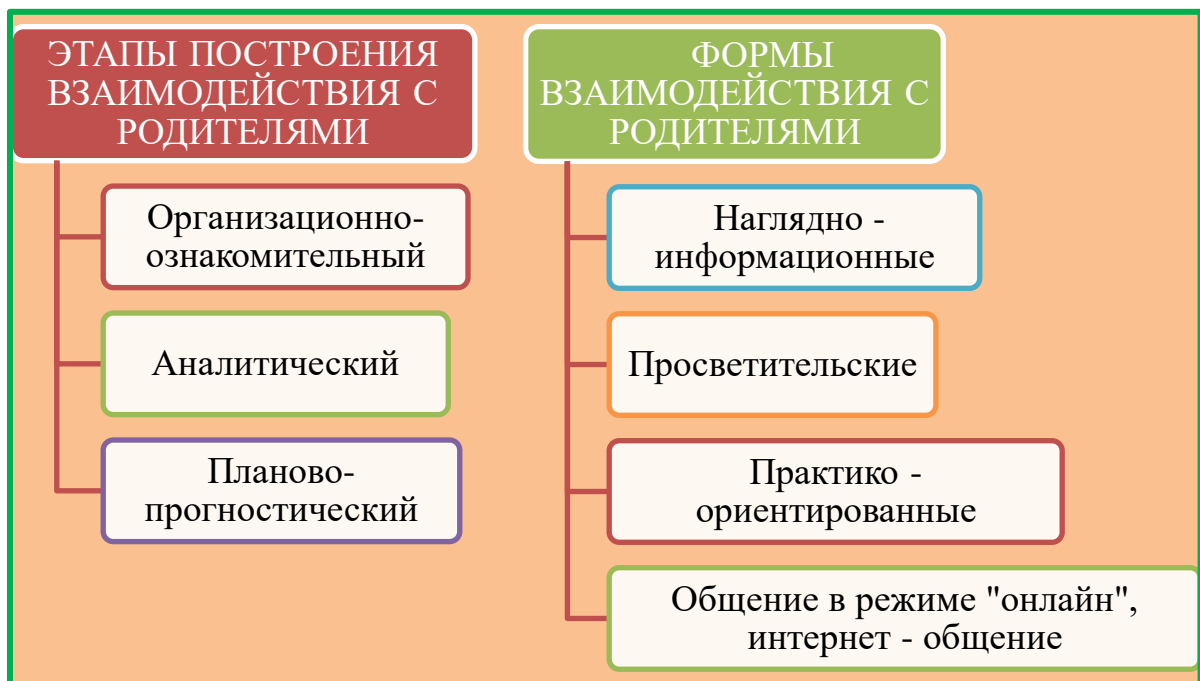 ЭТАПЫ ПОСТРОЕНИЯ
ВЗАИМОДЕЙСТВИЯ С
РОДИТЕЛЯМИ
Организационно-
ознакомительный
Аналитический
Планово-
прогностический
ФОРМЫ
ВЗАИМОДЕЙСТВИЯ С
РОДИТЕЛЯМИ
Наглядно -
информационные
Просветительские
Практико -
ориентированные
Общение в режиме "онлайн",
интернет - общение